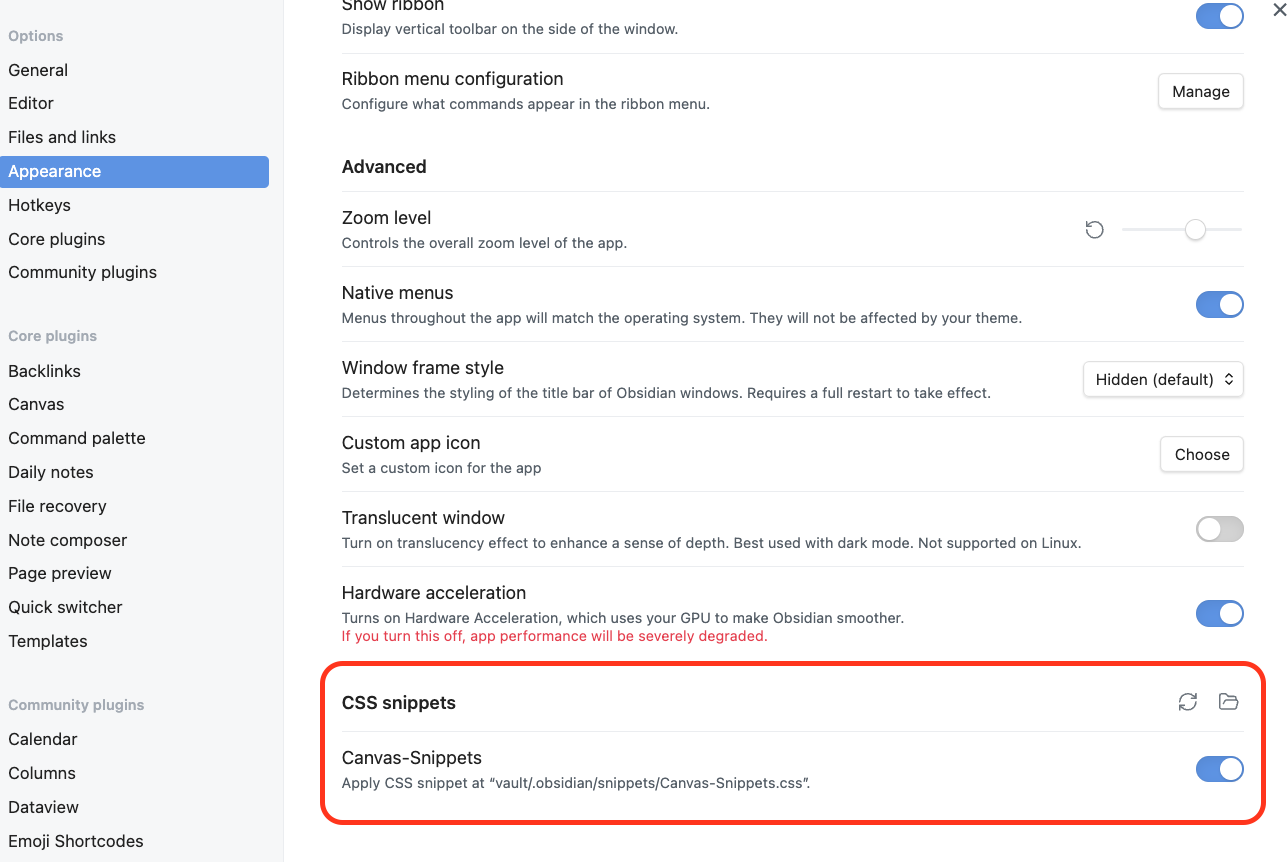 Options
General
Editor
Files and links
Appearance
Hotkeys
Core plugins
Community plugins
Core plugins
Backlinks
Canvas
Command palette
Daily notes
File recovery
Note composer
Page preview
Quick switcher
Templates
Community plugins
Calendar
Columns
Dataview
Emoji Shortcodes
Show ribbon
Display vertical toolbar on the side of the window.
Ribbon menu configuration
Configure what commands appear in the ribbon menu.
Manage
Advanced
Zoom level
Controls the overall zoom level of the app.
Native menus
Menus throughout the app will match the operating system. They will not be affected by your theme.
Window frame style
Determines the styling of the title bar of Obsidian windows. Requires a full restart to take effect.
Hidden (default)
Custom app icon
Set a custom icon for the app
Choose
Translucent window
Turn on translucency effect to enhance a sense of depth. Best used with dark mode. Not supported on Linux.
Hardware acceleration
Turns on Hardware Acceleration, which uses your GPU to make Obsidian smoother.
If you turn this off, app performance will be severely degraded.
CSS snippets
Canvas-Snippets
Apply CSS snippet at “vault/.obsidian/snippets/Canvas-Snippets.css”.